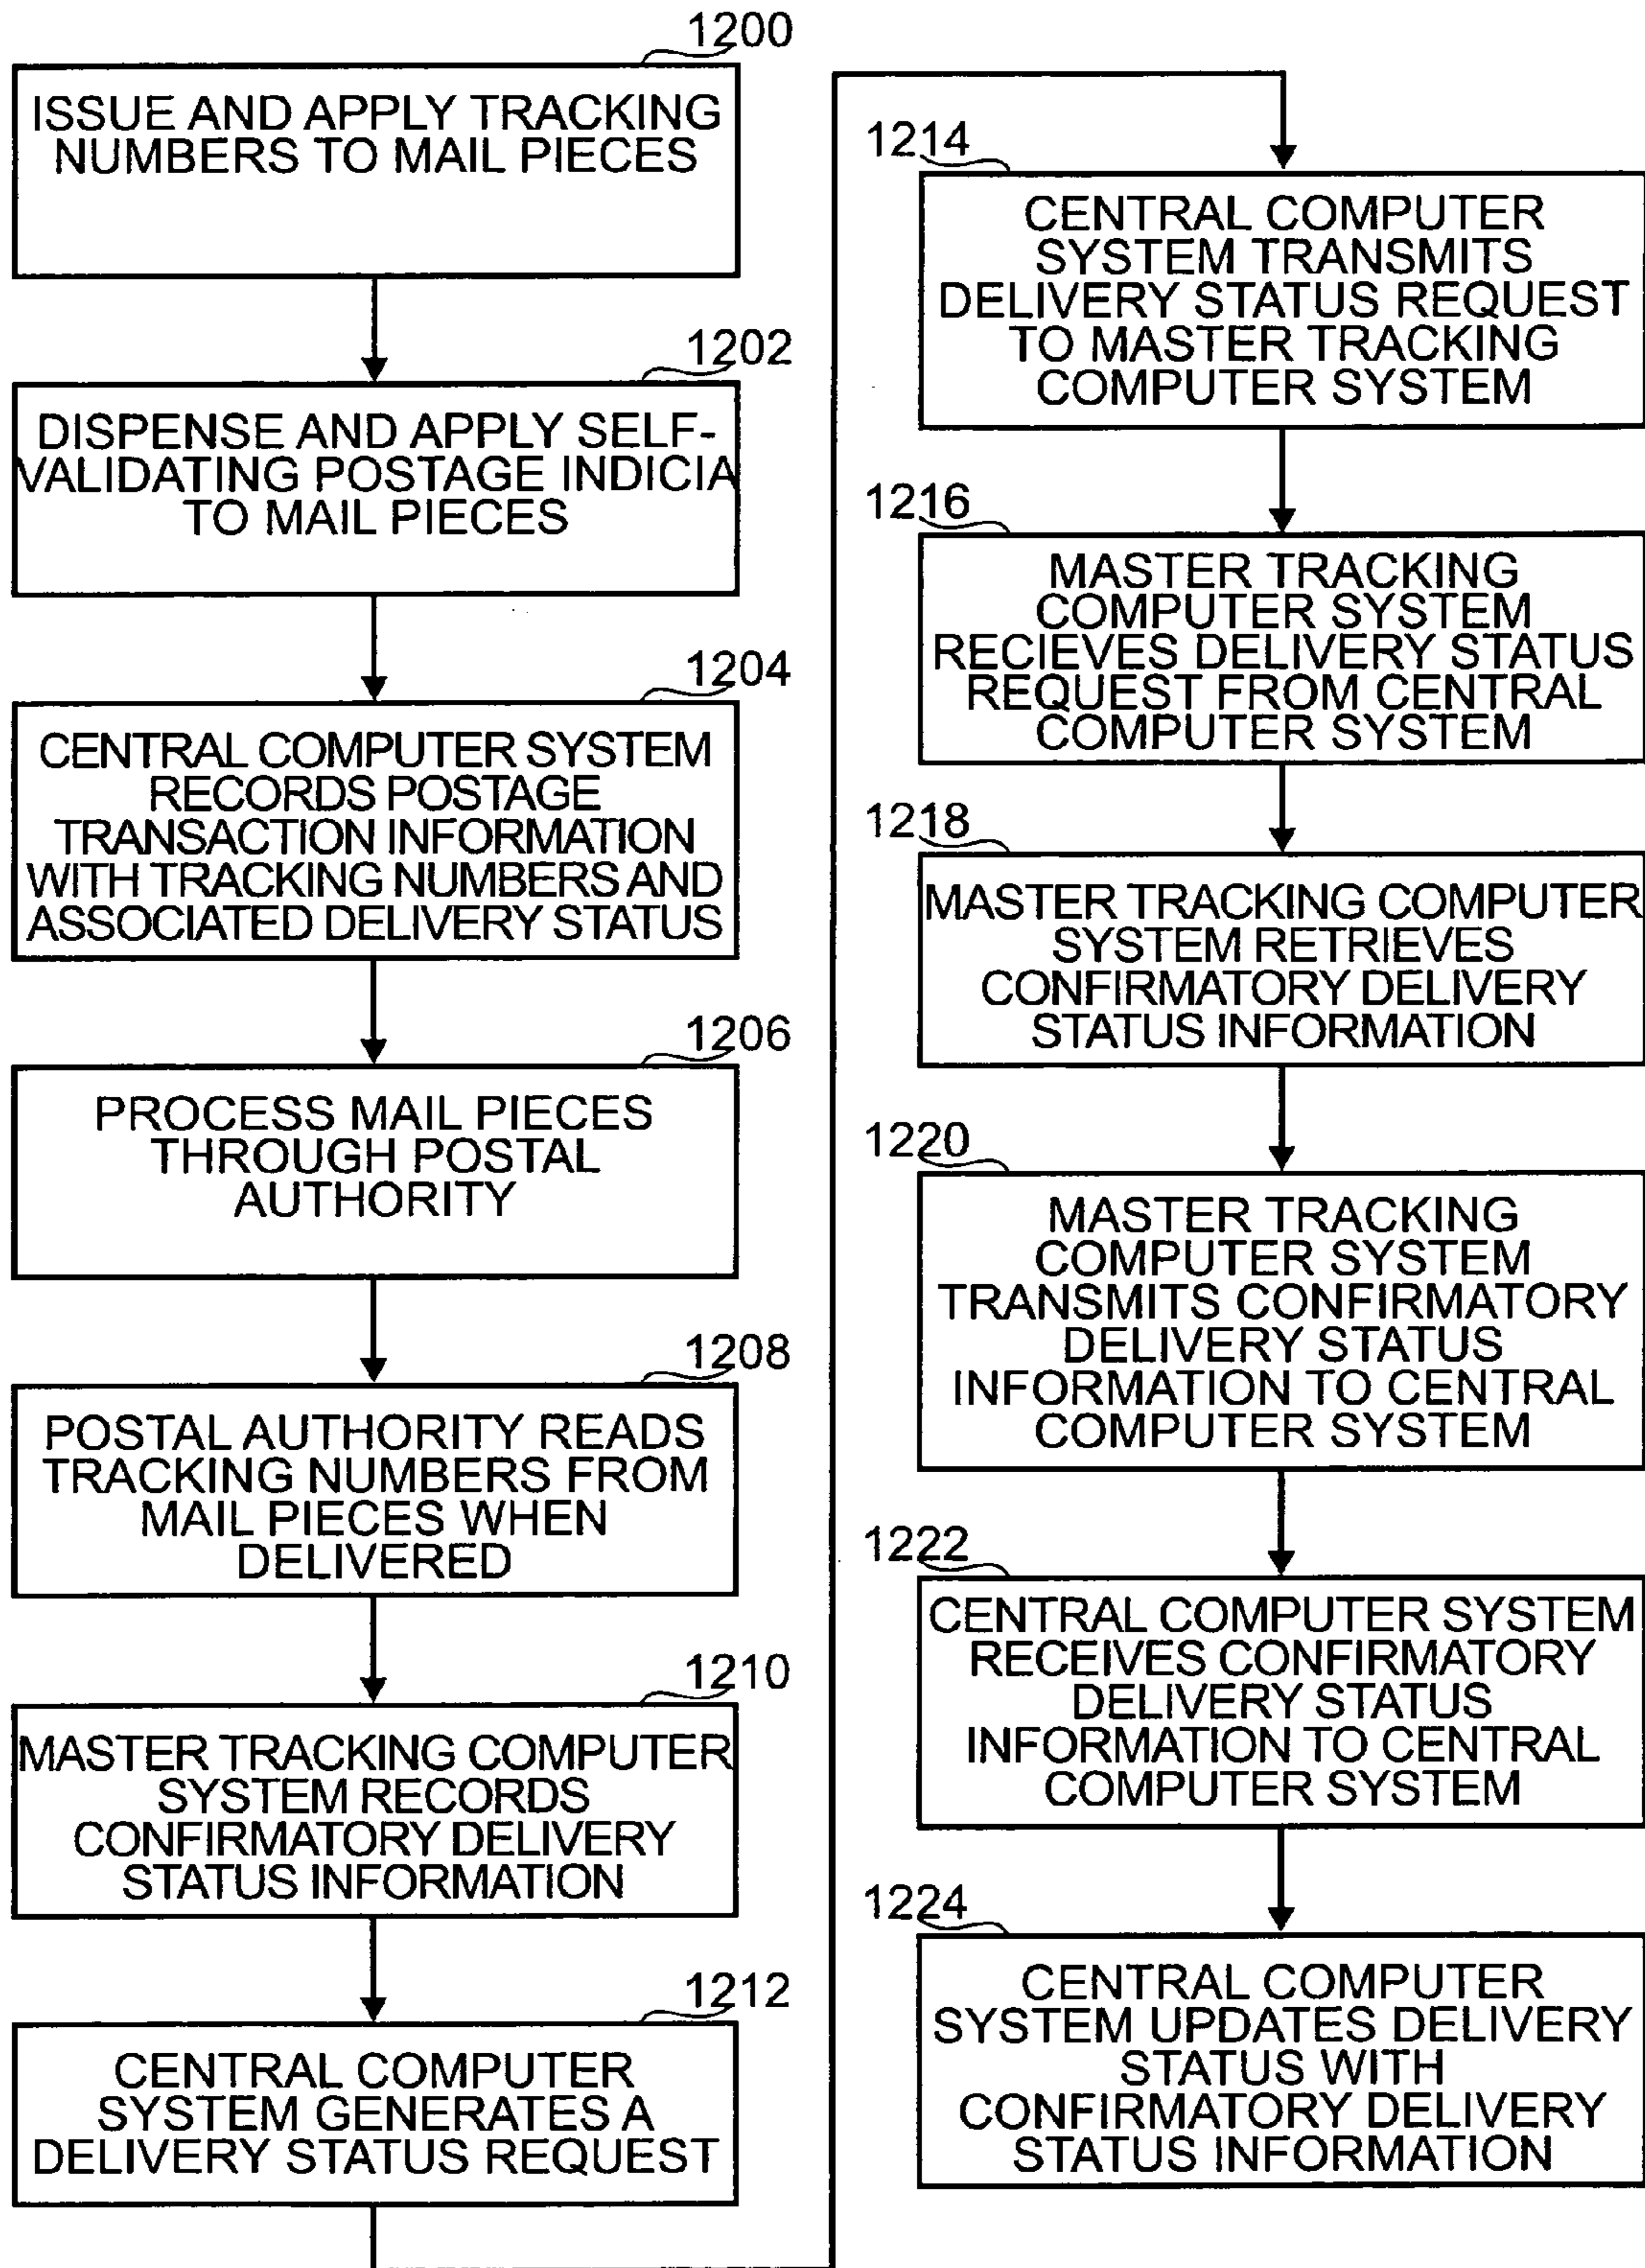 1200
ISSUE AND APPLY TRACKING
NUMBERS TO MAIL PIECES
1202
DISPENSE AND APPLY SELF-
VALIDATING POSTAGE INDICIA
TO MAIL PIECES
1204
CENTRAL COMPUTER SYSTEM
RECORDS POSTAGE
TRANSACTION INFORMATION
WITH TRACKING NUMBERS AND
ASSOCIATED DELIVERY STATUS
1206
PROCESS MAIL PIECES
THROUGH POSTAL
AUTHORITY
1208
POSTAL AUTHORITY READS
TRACKING NUMBERS FROM
MAIL PIECES WHEN
DELIVERED
1210
MASTER TRACKING COMPUTER
SYSTEM RECORDS
CONFIRMATORY DELIVERY
STATUS INFORMATION
1212
CENTRAL COMPUTER
SYSTEM GENERATES A
DELIVERY STATUS REQUEST
1214
CENTRAL COMPUTER
SYSTEM TRANSMITS
DELIVERY STATUS REQUEST
TO MASTER TRACKING
COMPUTER SYSTEM
1216
MASTER TRACKING
COMPUTER SYSTEM
RECIEVES DELIVERY STATUS
REQUEST FROM CENTRAL
COMPUTER SYSTEM
1218
MASTER TRACKING COMPUTER
SYSTEM RETRIEVES
CONFIRMATORY DELIVERY
STATUS INFORMATION
1220
MASTER TRACKING
COMPUTER SYSTEM
TRANSMITS CONFIRMATORY
DELIVERY STATUS
INFORMATION TO CENTRAL
COMPUTER SYSTEM
1222
CENTRAL COMPUTER SYSTEM
RECEIVES CONFIRMATORY
DELIVERY STATUS
INFORMATION TO CENTRAL
COMPUTER SYSTEM
1224
CENTRAL COMPUTER
SYSTEM UPDATES DELIVERY
STATUS WITH
CONFIRMATORY DELIVERY
STATUS INFORMATION